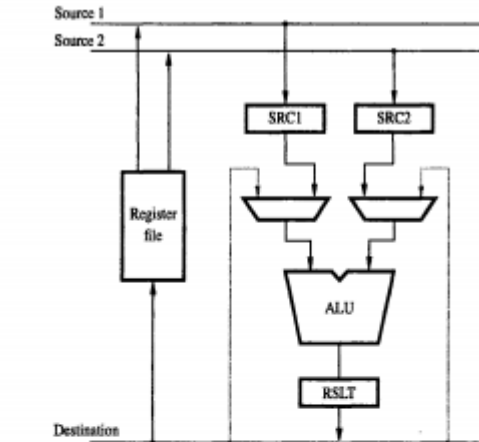 Source 1
Source 2
SRC1
SRC2
Register
file
ALU
RSLT
Destination